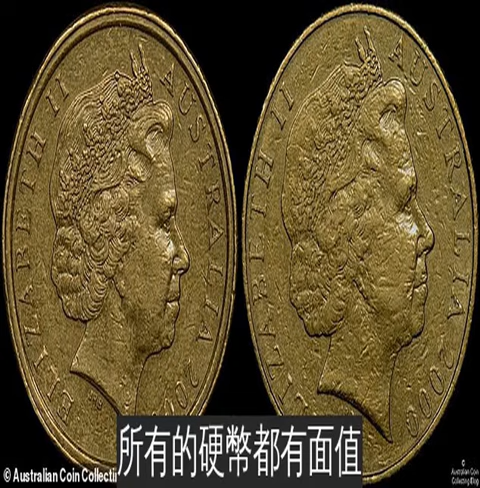 ELIZABETH II AUSTRALIA 200
ELIZABETH II AUSTRALIA 2000
所有的硬幣都有面值
© Australian Coin Collecti
©
Australian Coin
Collecting Blog